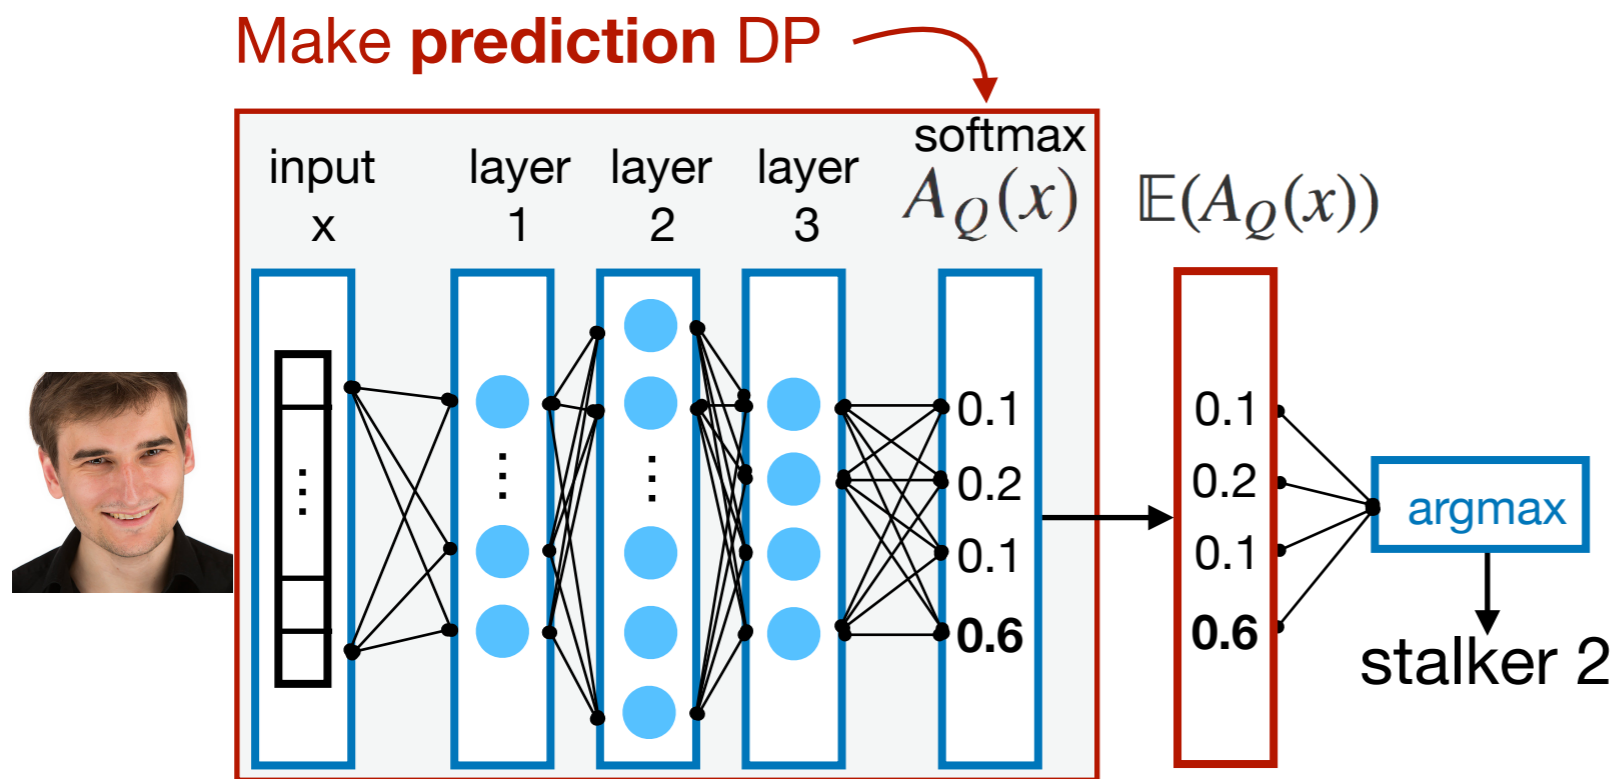 Make prediction DP
softmax
input
x
layer
1
layer
2
layer
3
A_Q(x)
𝔼(A_Q(x))
...
...
...
0.1
0.2
0.1
0.6
0.1
0.2
0.1
0.6
argmax
stalker 2